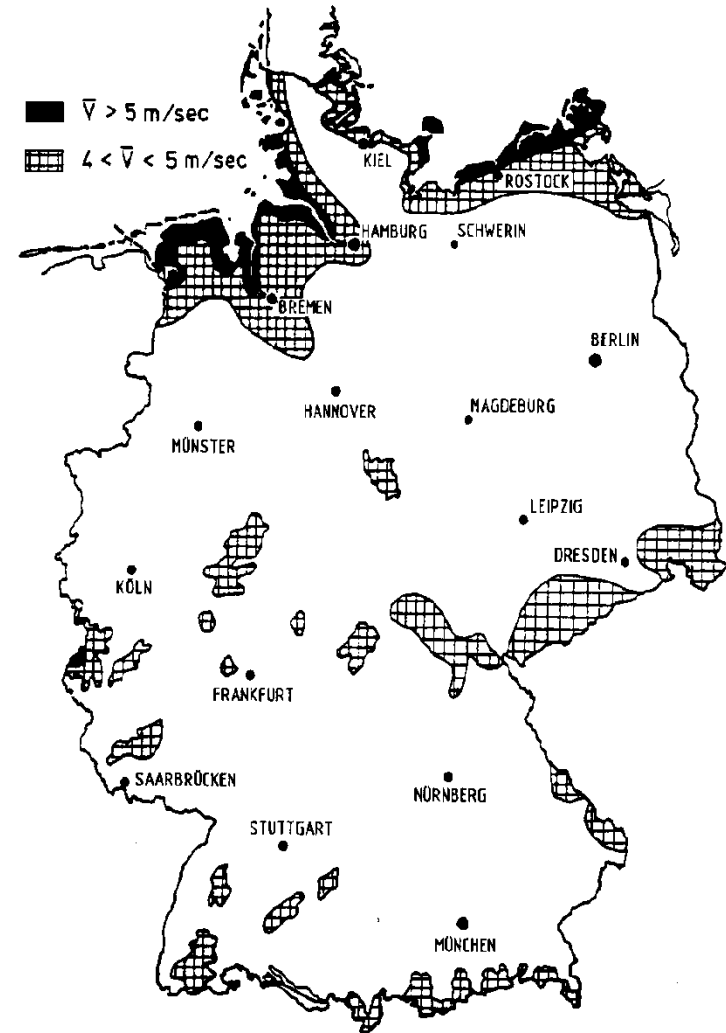 V̅ > 5 m/sec
4 < V̅ < 5 m/sec
KIEL
ROSTOCK
HAMBURG
SCHWERIN
BREMEN
BERLIN
HANNOVER
MAGDEBURG
MÜNSTER
LEIPZIG
DRESDEN
KÖLN
FRANKFURT
SAARBRÜCKEN
NÜRNBERG
STUTTGART
MÜNCHEN